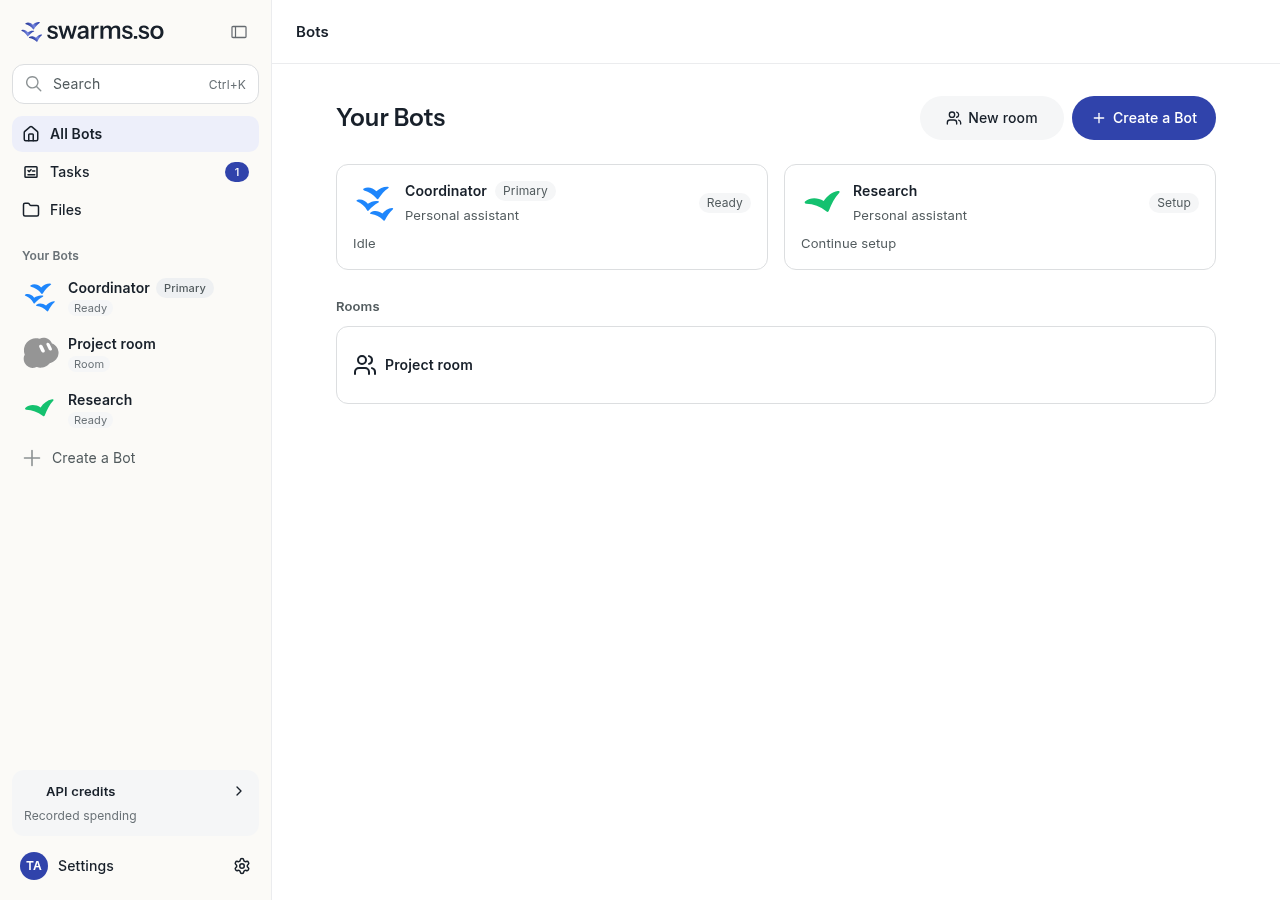 swarms.so
Search Ctrl+K
All Bots
Tasks 1
Files
Your Bots
Coordinator Primary
Ready
Project room
Room
Research
Ready
Create a Bot
API credits
Recorded spending
TA Settings
Bots
Your Bots
New room
Create a Bot
Coordinator Primary
Personal assistant
Ready
Idle
Research
Personal assistant
Setup
Continue setup
Rooms
Project room